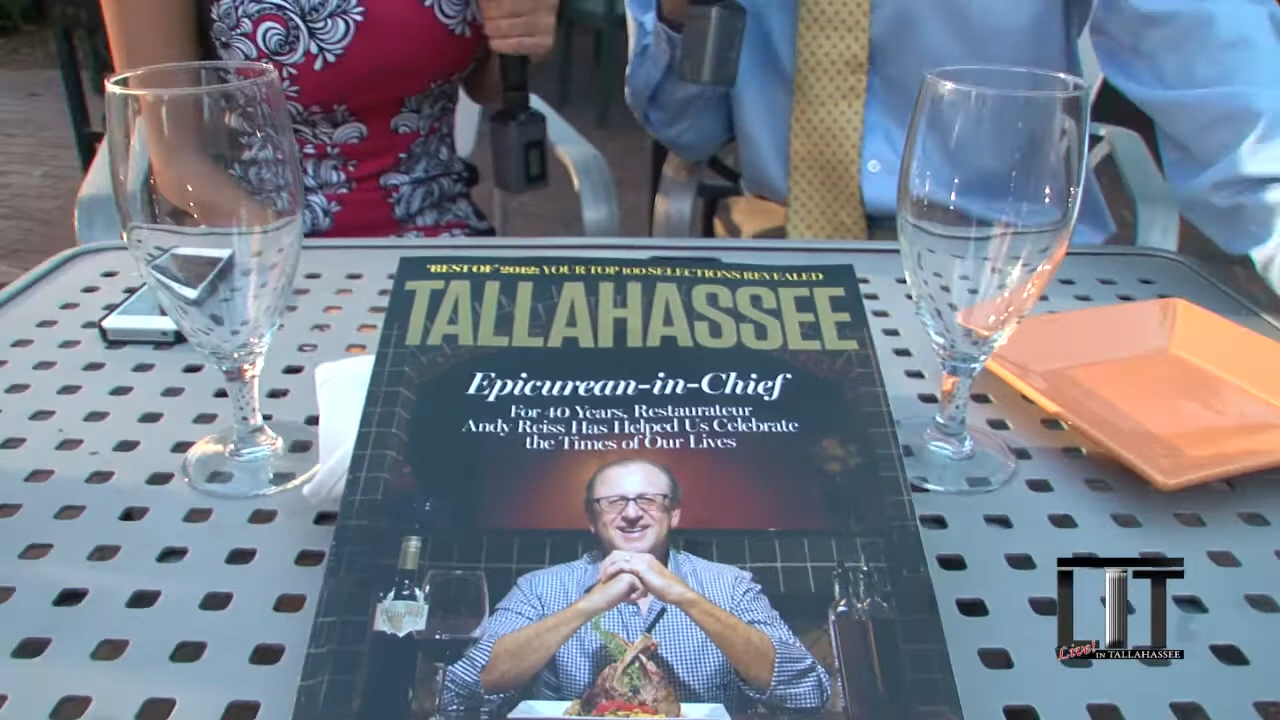 'BEST OF' 2012: YOUR TOP 100 SELECTIONS REVEALED
TALLAHASSEE
Epicurean-in-Chief
For 40 Years, Restaurateur
Andy Reiss Has Helped Us Celebrate
the Times of Our Lives
LIT
Live! IN TALLAHASSEE